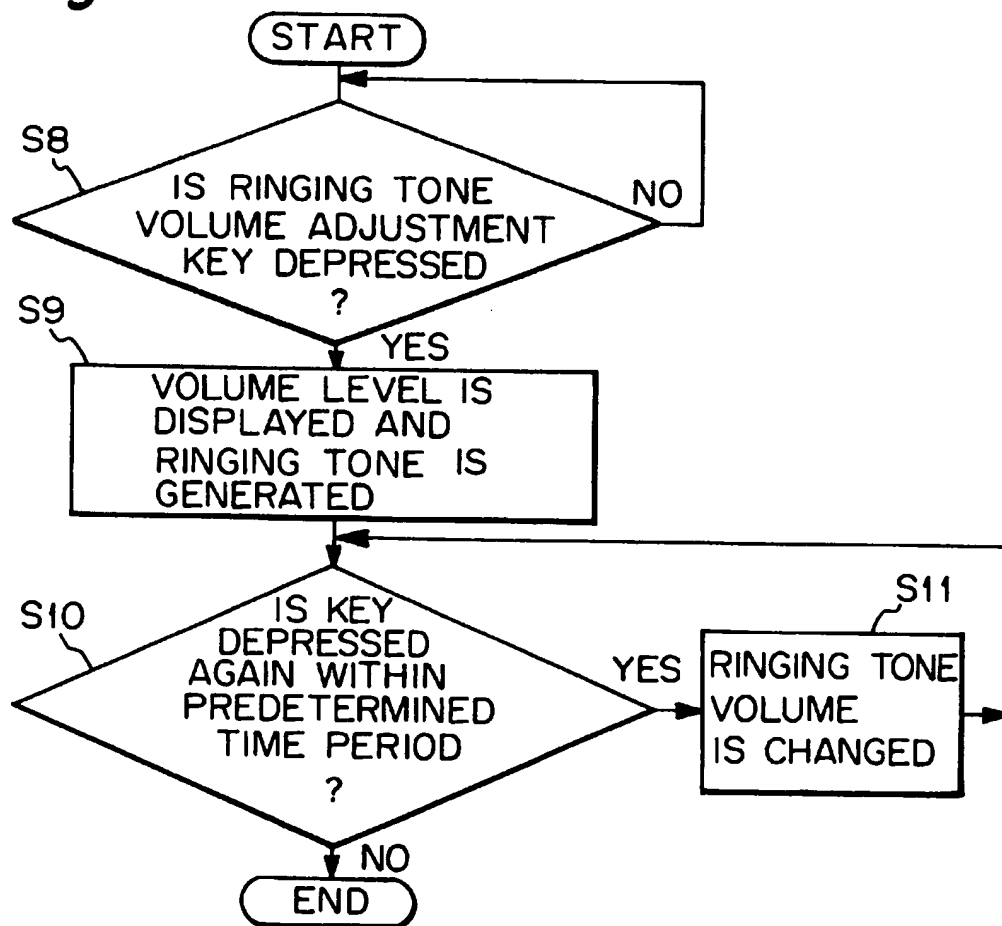 START
S8
IS RINGING TONE
VOLUME ADJUSTMENT
KEY DEPRESSED
?
NO
S9
YES
VOLUME LEVEL IS
DISPLAYED AND
RINGING TONE IS
GENERATED
S10
IS KEY
DEPRESSED
AGAIN WITHIN
PREDETERMINED
TIME PERIOD
?
YES
S11
RINGING TONE
VOLUME
IS CHANGED
NO
END